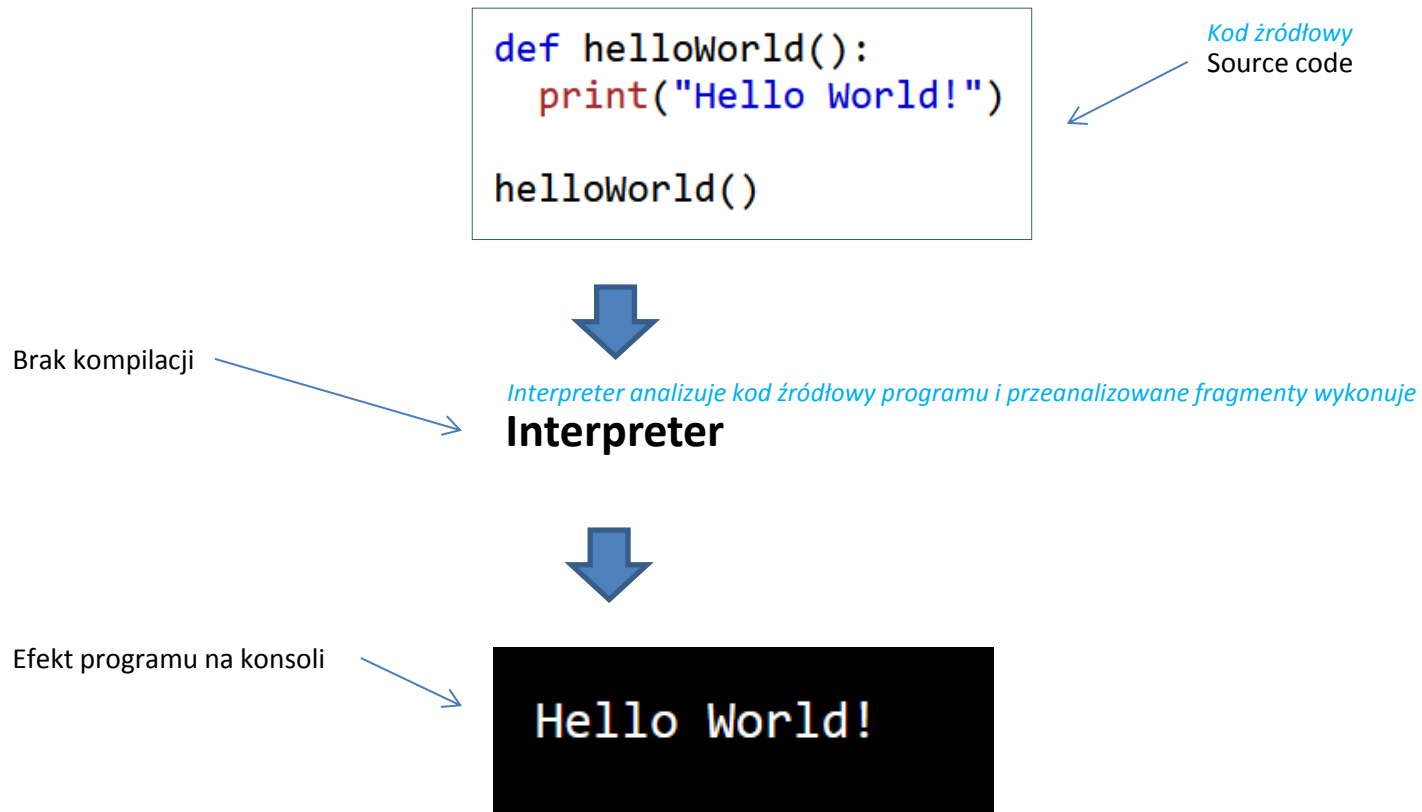 def helloWorld():
print("Hello World!")
helloWorld()
Kod żródłowy
Source code
Brak kompilacji
Interpreter analizuje kod źródłowy programu i przeanalizowane fragmenty wykonuje
Interpreter
Efekt programu na konsoli
Hello World!